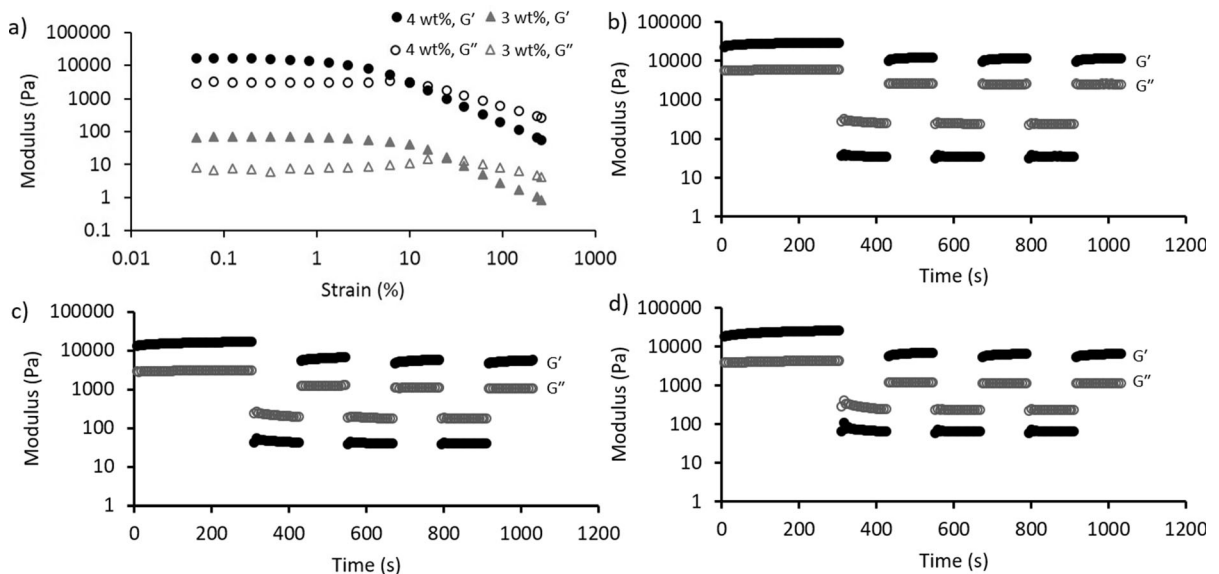 a)
4 wt%, G′ 3 wt%, G′
4 wt%, G″ 3 wt%, G″
100000
10000
1000
100
10
1
0.1
Modulus (Pa)
0.01 0.1 1 10 100 1000
Strain (%)
b)
100000
10000
1000
100
10
1
Modulus (Pa)
G′
G″
0 200 400 600 800 1000 1200
Time (s)
c)
100000
10000
1000
100
10
1
Modulus (Pa)
G′
G″
0 200 400 600 800 1000 1200
Time (s)
d)
100000
10000
1000
100
10
1
Modulus (Pa)
G′
G″
0 200 400 600 800 1000 1200
Time (s)